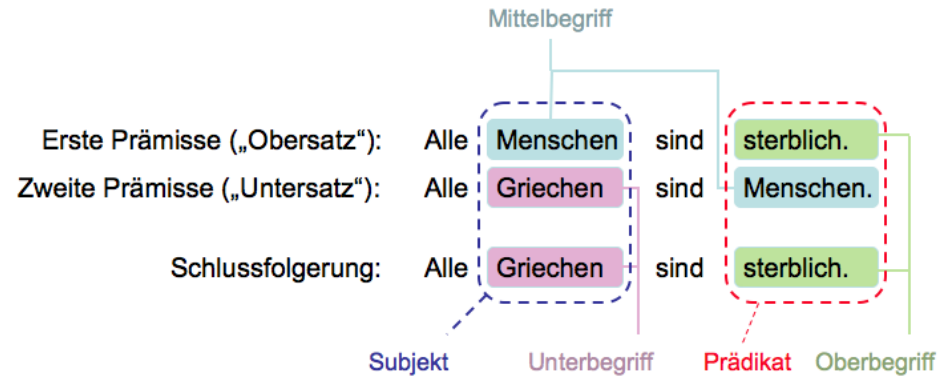 Mittelbegriff
Erste Prämisse („Obersatz“): Alle Menschen sind sterblich.
Zweite Prämisse („Untersatz“): Alle Griechen sind Menschen.
Schlussfolgerung: Alle Griechen sind sterblich.
Subjekt Unterbegriff Prädikat Oberbegriff